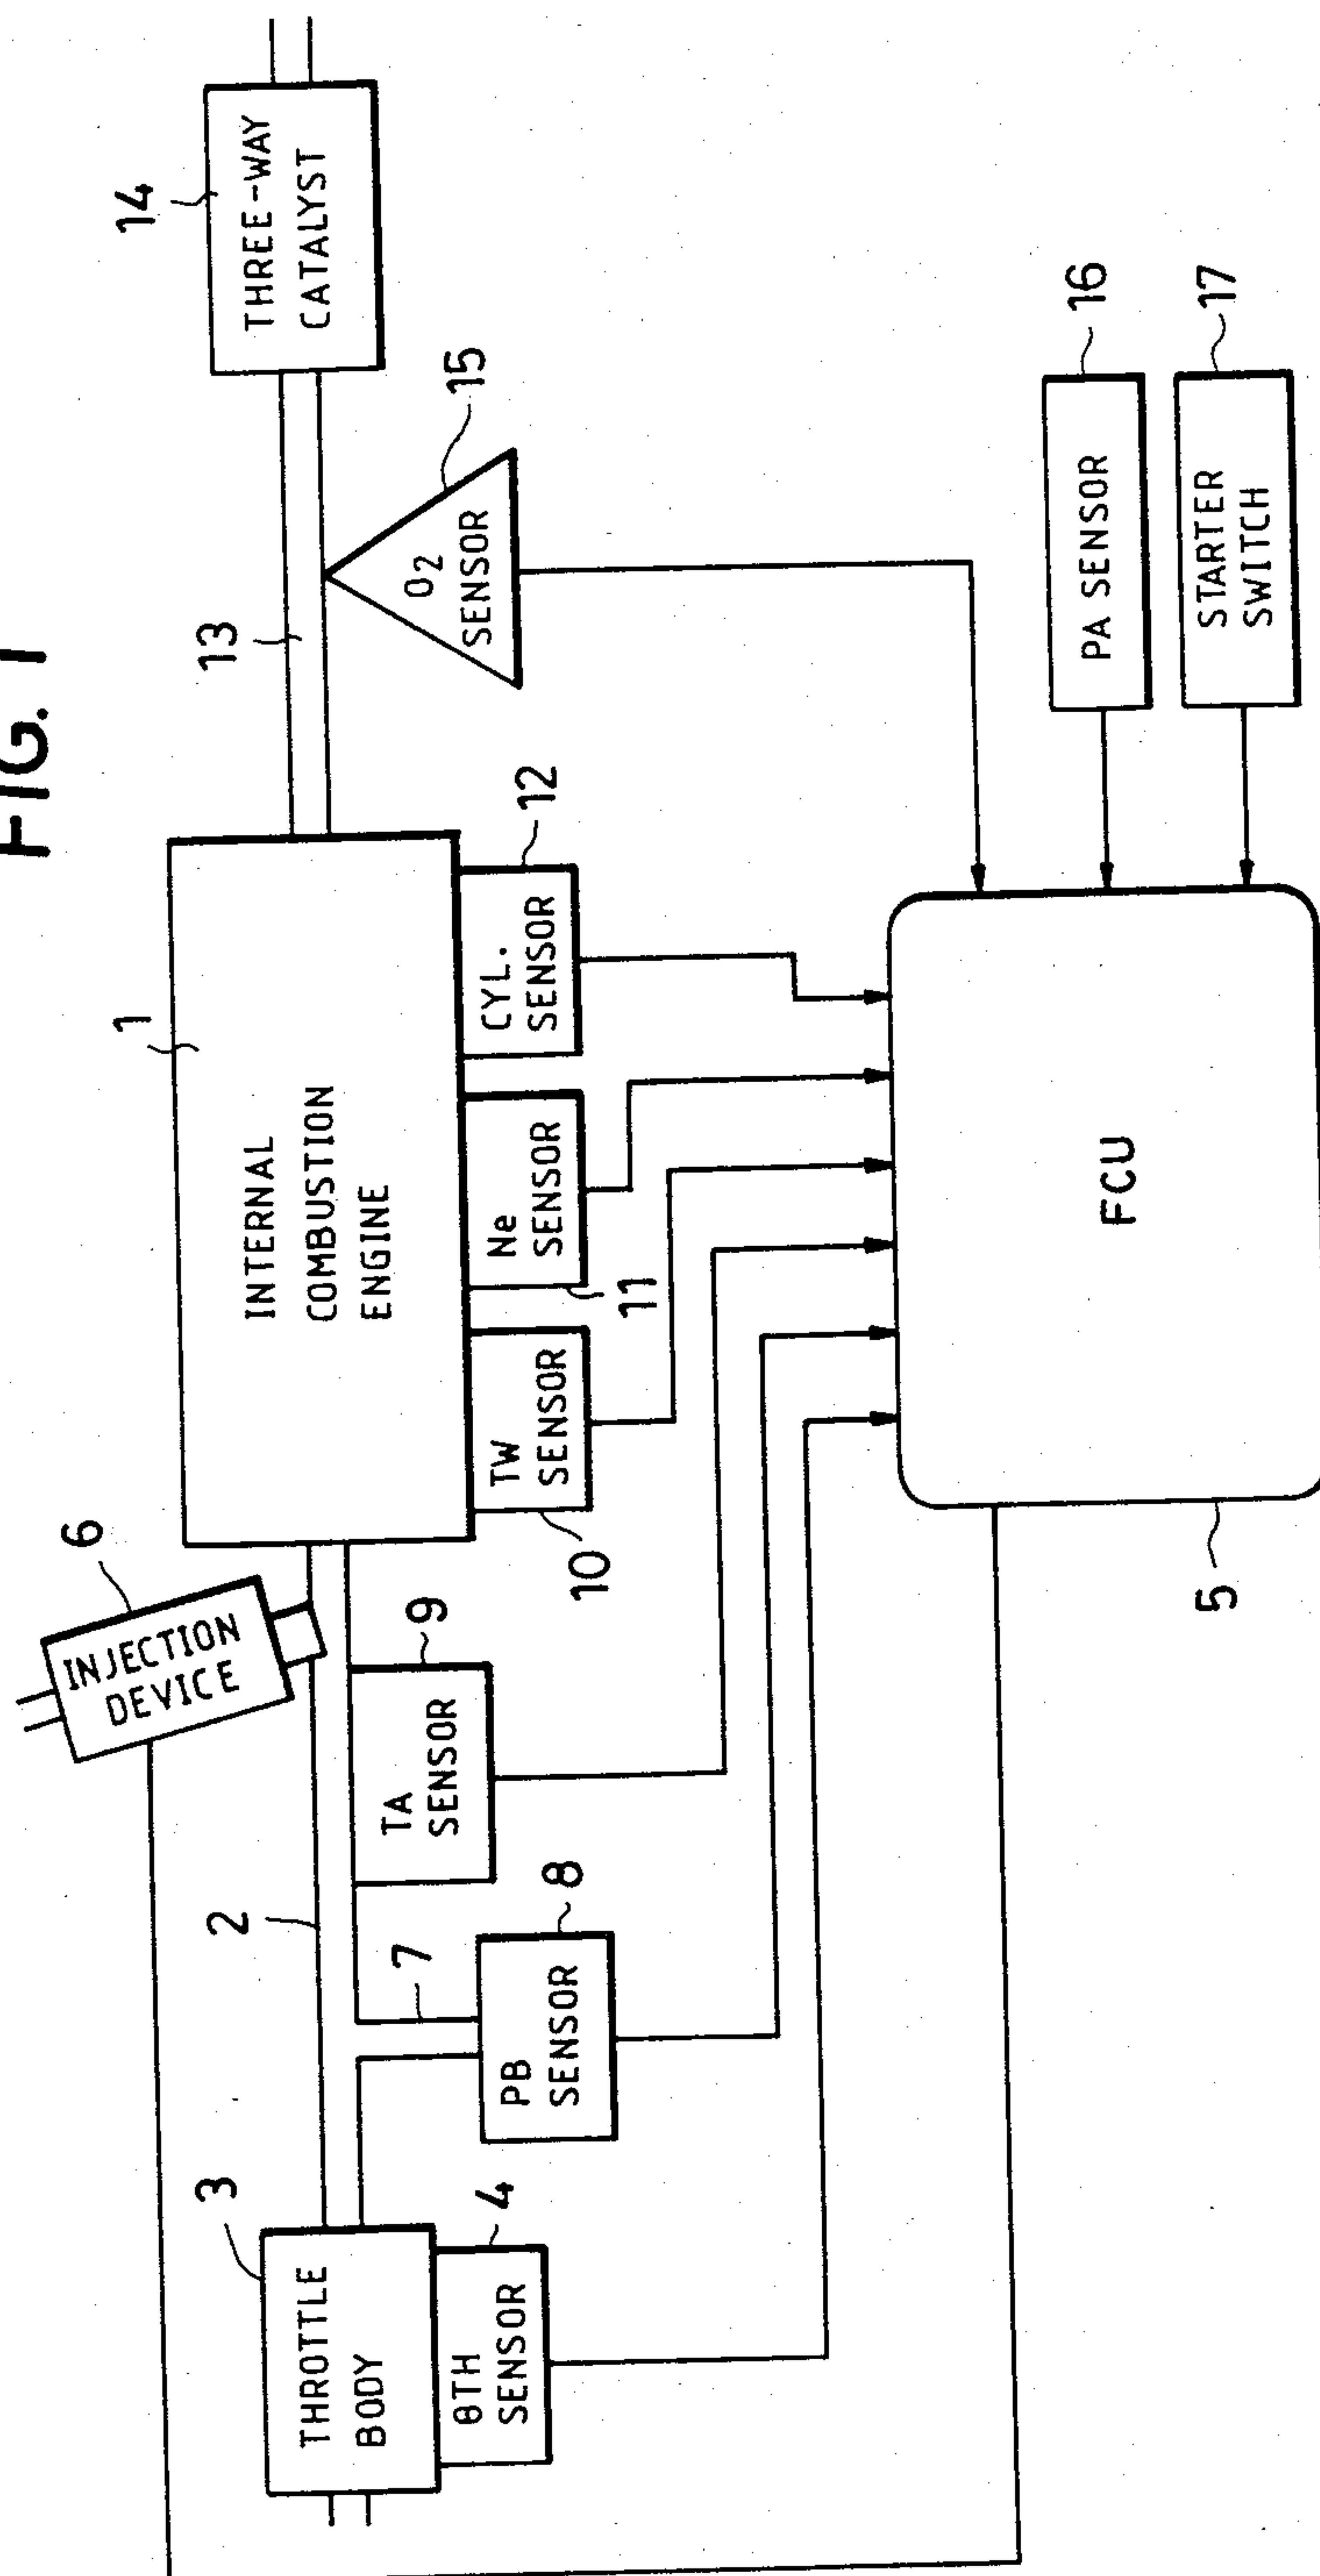 FIG. 1
6
INJECTION
DEVICE
1
INTERNAL
COMBUSTION
ENGINE
14
THREE-WAY
CATALYST
3
THROTTLE
BODY
2
13
θTH
SENSOR
4
7
PB
SENSOR
8
TA
SENSOR
9
TW
SENSOR
10
Ne
SENSOR
11
CYL.
SENSOR
12
O2
SENSOR
15
FCU
5
PA SENSOR
16
STARTER
SWITCH
17